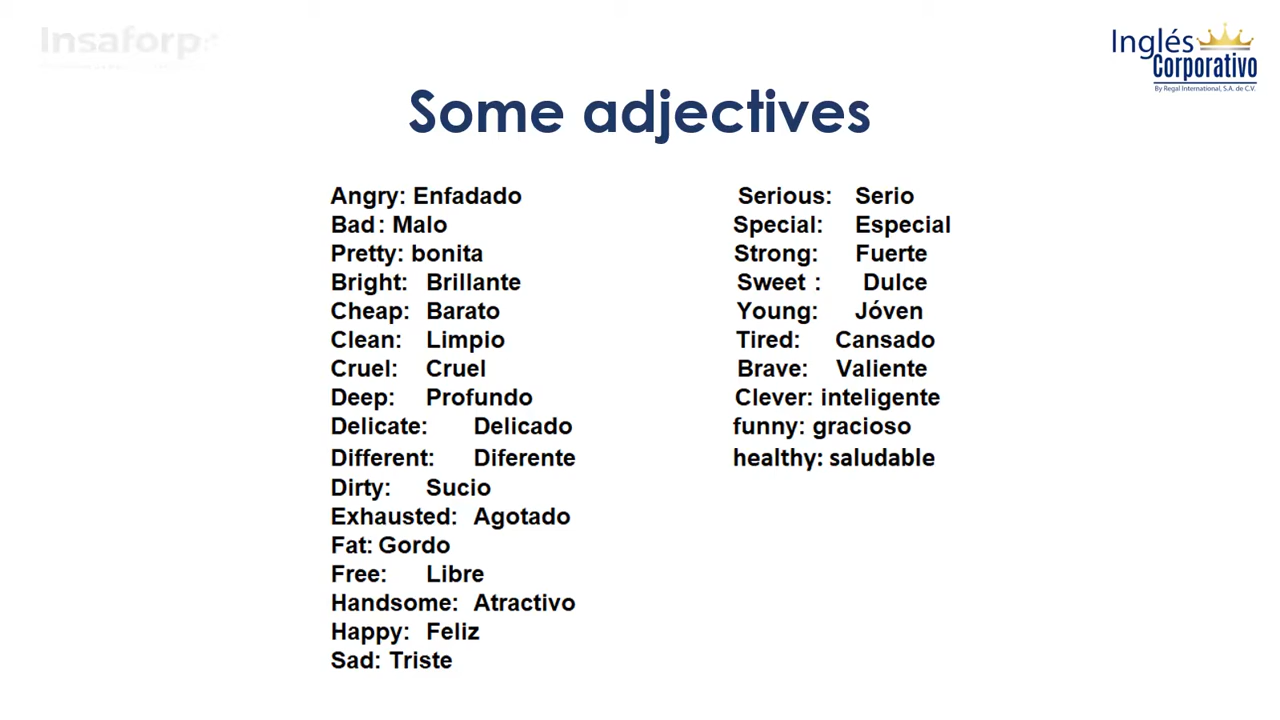 Insaforp
Inglés
Corporativo
By Regal International, S.A. de C.V.
Some adjectives
Angry: Enfadado
Bad: Malo
Pretty: bonita
Bright: Brillante
Cheap: Barato
Clean: Limpio
Cruel: Cruel
Deep: Profundo
Delicate: Delicado
Different: Diferente
Dirty: Sucio
Exhausted: Agotado
Fat: Gordo
Free: Libre
Handsome: Atractivo
Happy: Feliz
Sad: Triste
Serious: Serio
Special: Especial
Strong: Fuerte
Sweet : Dulce
Young: Jóven
Tired: Cansado
Brave: Valiente
Clever: inteligente
funny: gracioso
healthy: saludable